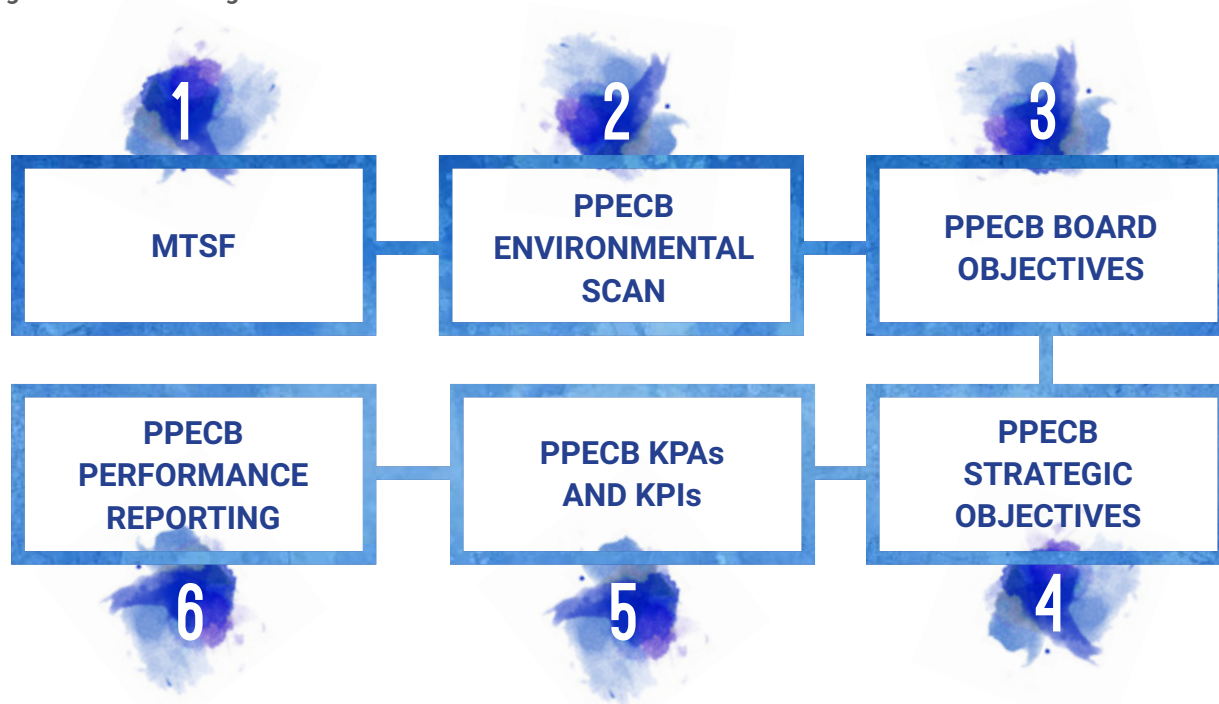 1
MTSF
2
PPECB
ENVIRONMENTAL
SCAN
3
PPECB BOARD
OBJECTIVES
4
PPECB
STRATEGIC
OBJECTIVES
5
PPECB KPAs
AND KPIs
6
PPECB
PERFORMANCE
REPORTING